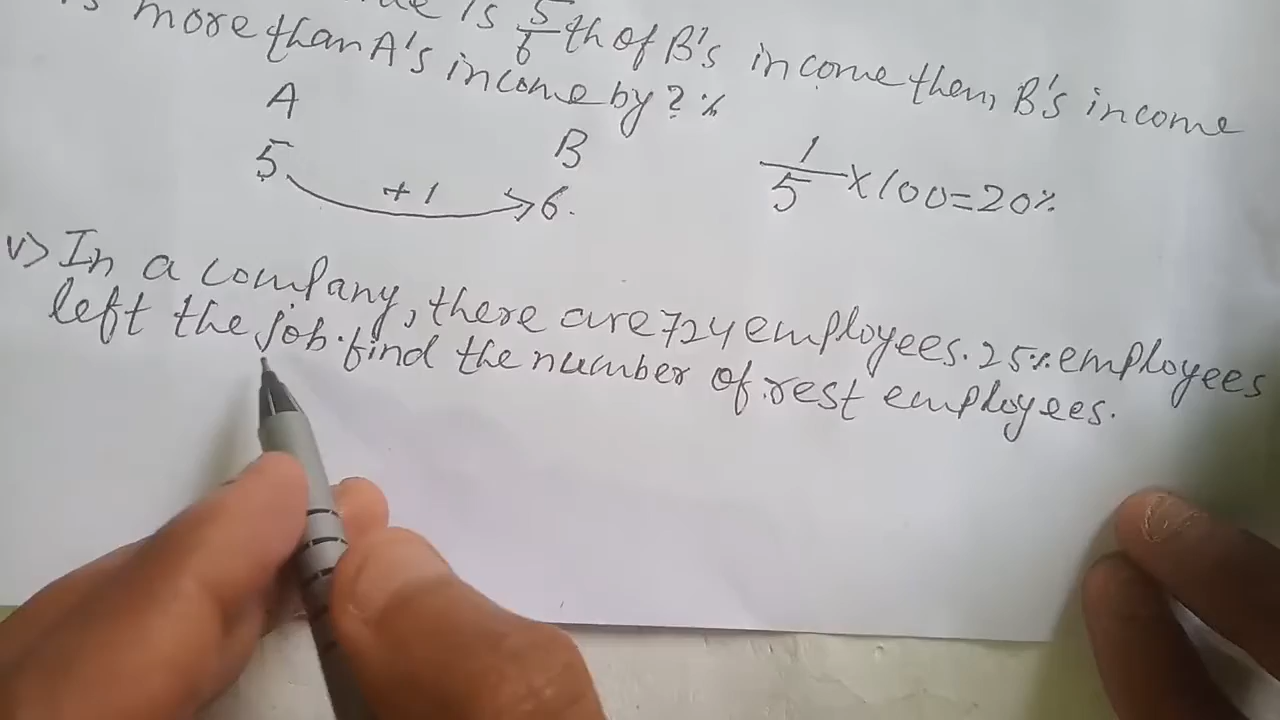 is 5/6 th of B's income then B's income
more than A's income by ? %
A
B
5 +1 6.
1/5 × 100 = 20%
v> In a company, there are 724 employees. 25% employees
left the job. find the number of rest employees.